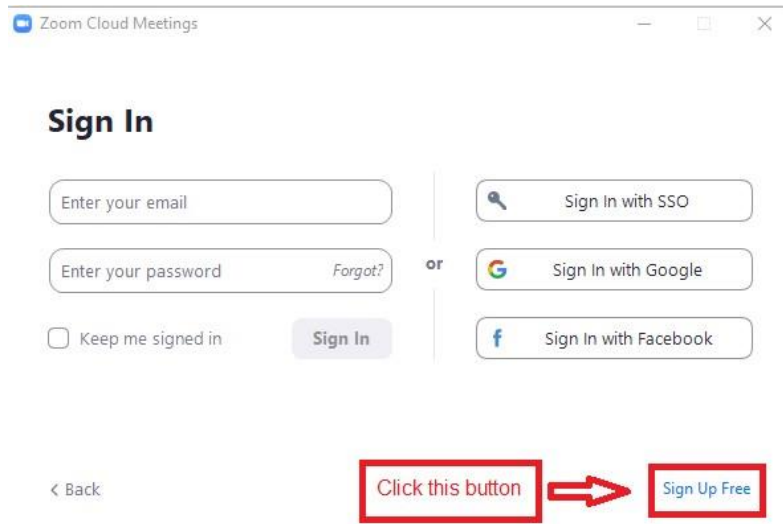 Zoom Cloud Meetings
Sign In
Enter your email
Enter your password Forgot?
Keep me signed in Sign In
or
Sign In with SSO
Sign In with Google
Sign In with Facebook
< Back
Click this button
Sign Up Free